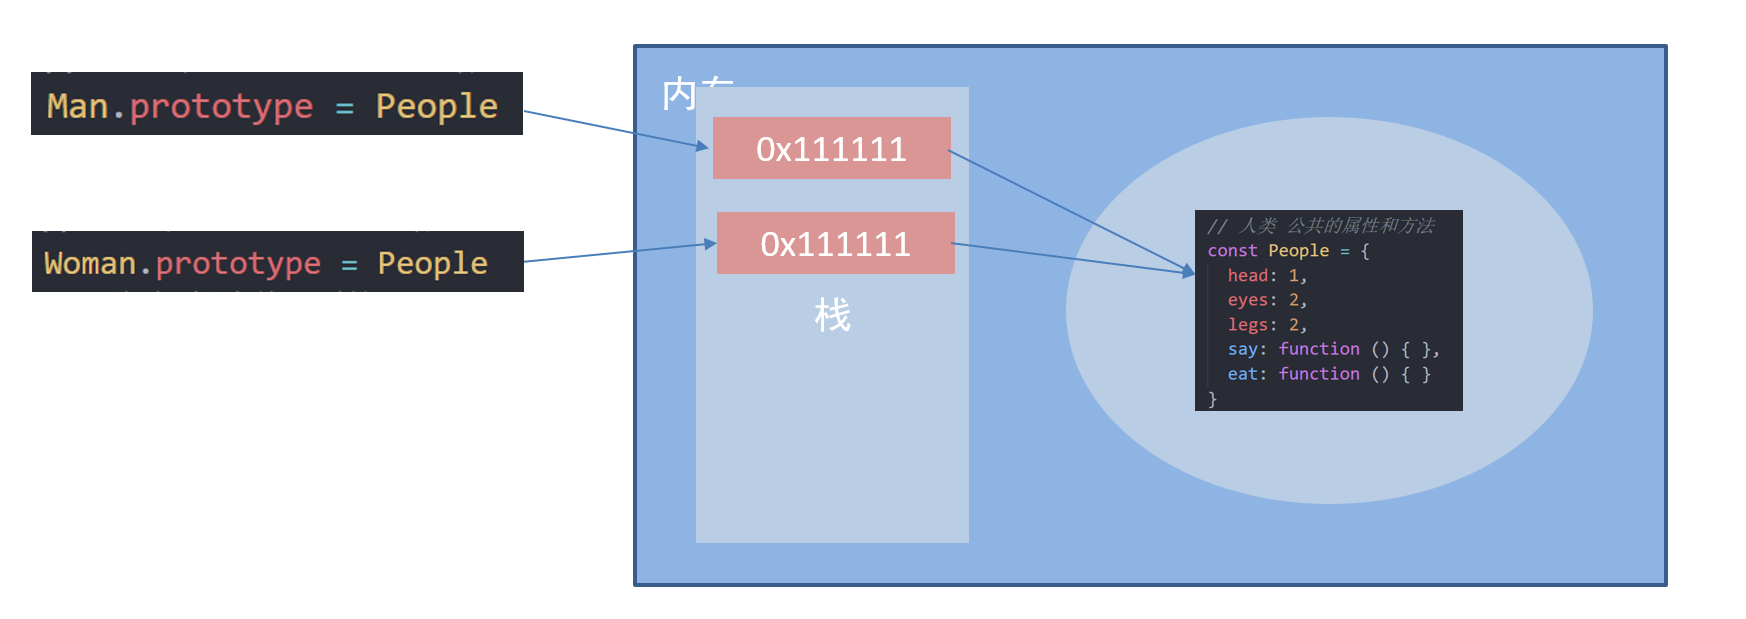 Man.prototype = People
Woman.prototype = People
内
0x111111
0x111111
栈
// 人类 公共的属性和方法
const People = {
head: 1,
eyes: 2,
legs: 2,
say: function () { },
eat: function () { }
}